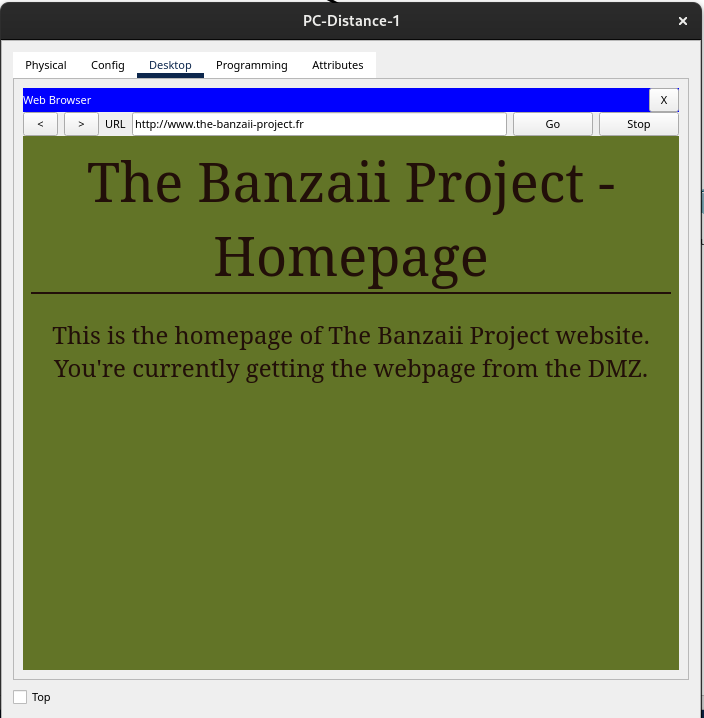 PC-Distance-1 ×
Physical Config Desktop Programming Attributes
Web Browser X
< > URL http://www.the-banzaii-project.fr Go Stop
The Banzaii Project -
Homepage
This is the homepage of The Banzaii Project website.
You're currently getting the webpage from the DMZ.
Top